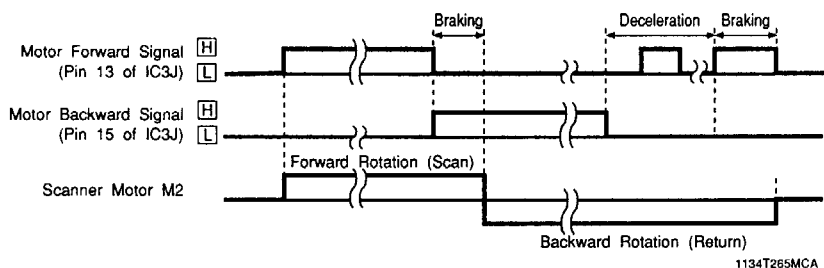 Braking Deceleration Braking
Motor Forward Signal H
(Pin 13 of IC3J) L
Motor Backward Signal H
(Pin 15 of IC3J) L
Forward Rotation (Scan)
Scanner Motor M2
Backward Rotation (Return)
1134T265MCA